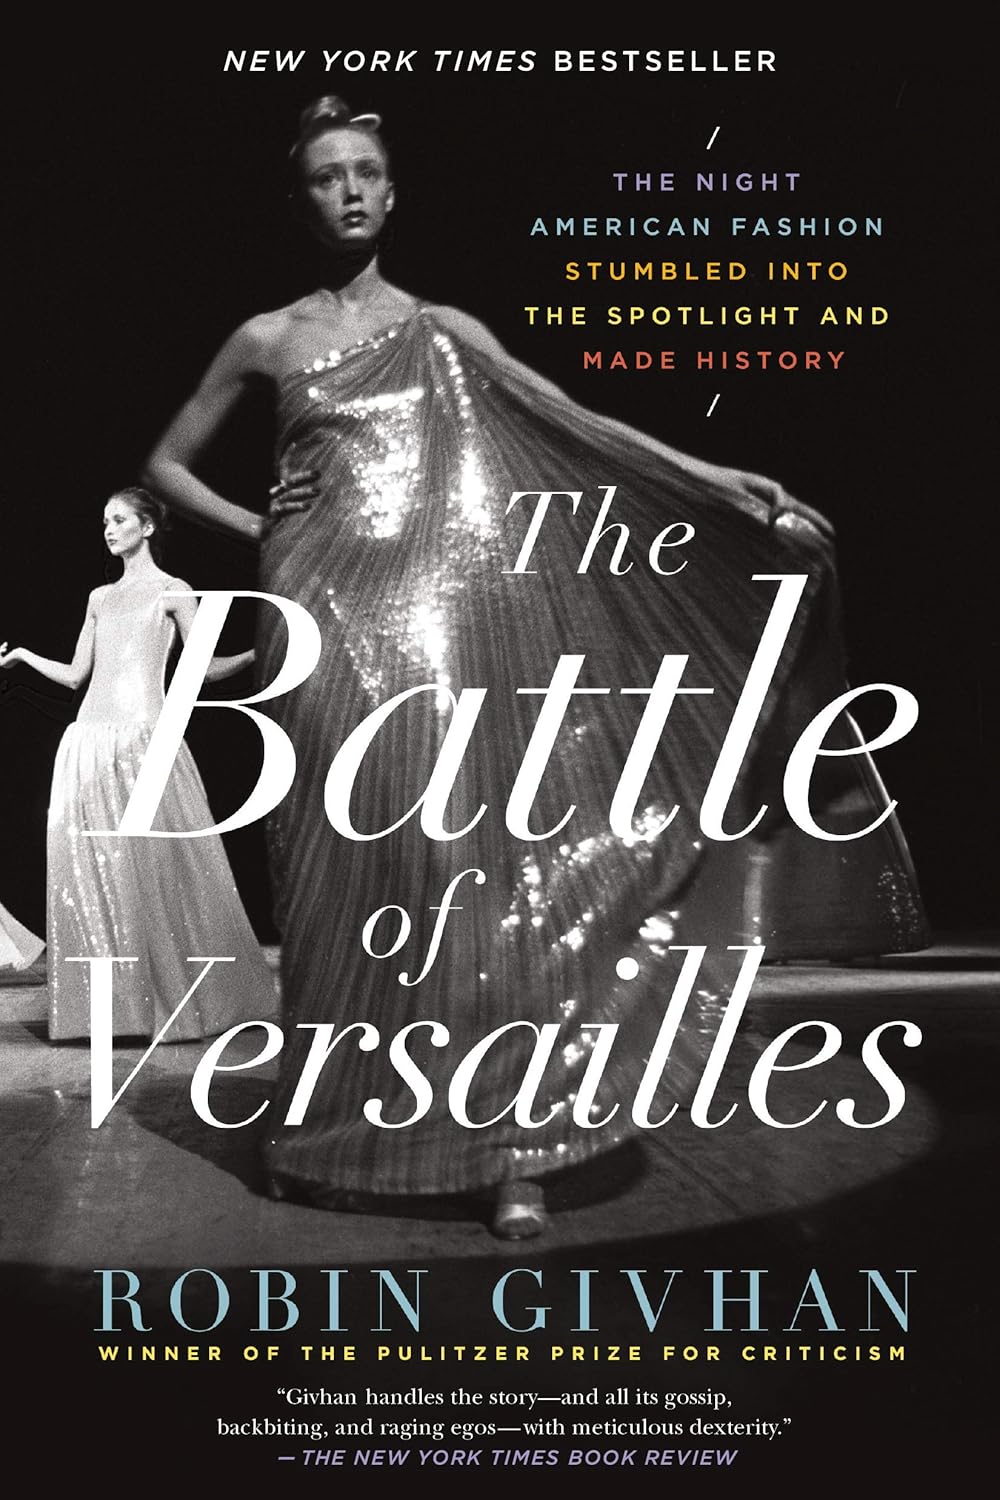 NEW YORK TIMES BESTSELLER
/
THE NIGHT
AMERICAN FASHION
STUMBLED INTO
THE SPOTLIGHT AND
MADE HISTORY
/
The
Battle
of
Versailles
ROBIN GIVHAN
WINNER OF THE PULITZER PRIZE FOR CRITICISM
“Givhan handles the story—and all its gossip,
backbiting, and raging egos—with meticulous dexterity.”
—THE NEW YORK TIMES BOOK REVIEW